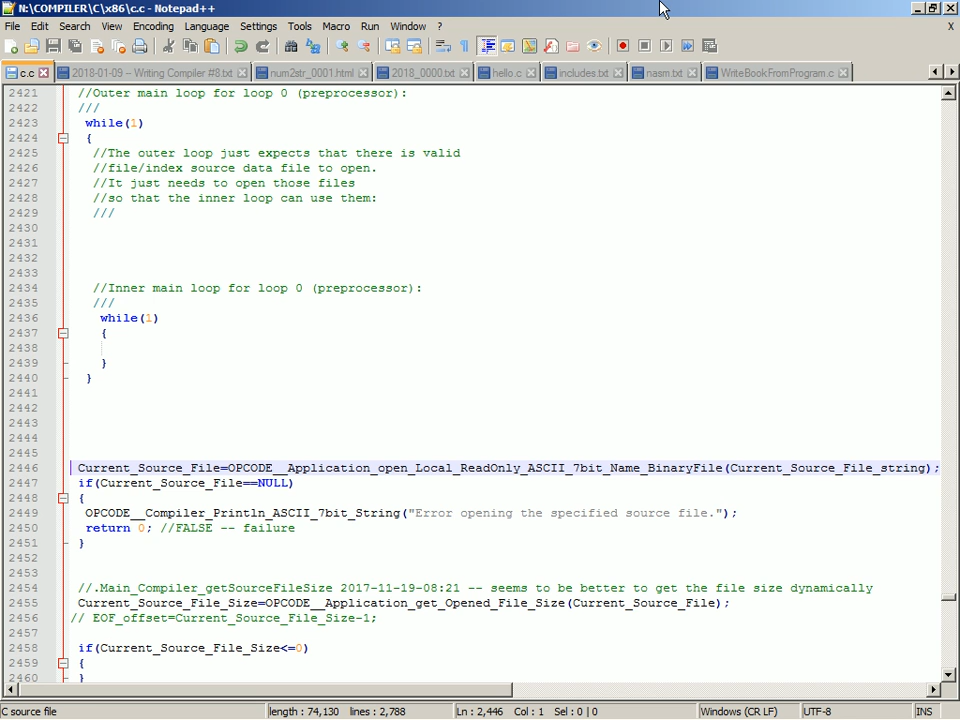 N:\COMPILER\C\x86\c.c - Notepad++
File Edit Search View Encoding Language Settings Tools Macro Run Window ? X
c.c 2018-01-09 -- Writing Compiler #8.txt num2str_0001.html 2018_0000.txt hello.c includes.txt nasm.txt WriteBookFromProgram.c
2421 //Outer main loop for loop 0 (preprocessor):
2422 ///
2423 while(1)
2424 {
2425 //The outer loop just expects that there is valid
2426 //file/index source data file to open.
2427 //It just needs to open those files
2428 //so that the inner loop can use them:
2429 ///
2430
2431
2432
2433
2434 //Inner main loop for loop 0 (preprocessor):
2435 ///
2436 while(1)
2437 {
2438
2439 }
2440 }
2441
2442
2443
2444
2445
2446 Current_Source_File=OPCODE__Application_open_Local_ReadOnly_ASCII_7bit_Name_BinaryFile(Current_Source_File_string);
2447 if(Current_Source_File==NULL)
2448 {
2449 OPCODE__Compiler_Println_ASCII_7bit_String("Error opening the specified source file.");
2450 return 0; //FALSE -- failure
2451 }
2452
2453
2454 //.Main_Compiler_getSourceFileSize 2017-11-19-08:21 -- seems to be better to get the file size dynamically
2455 Current_Source_File_Size=OPCODE__Application_get_Opened_File_Size(Current_Source_File);
2456 // EOF_offset=Current_Source_File_Size-1;
2457
2458 if(Current_Source_File_Size<=0)
2459 {
2460 }
C source file length : 74,130 lines : 2,788 Ln : 2,446 Col : 1 Sel : 0 | 0 Windows (CR LF) UTF-8 INS